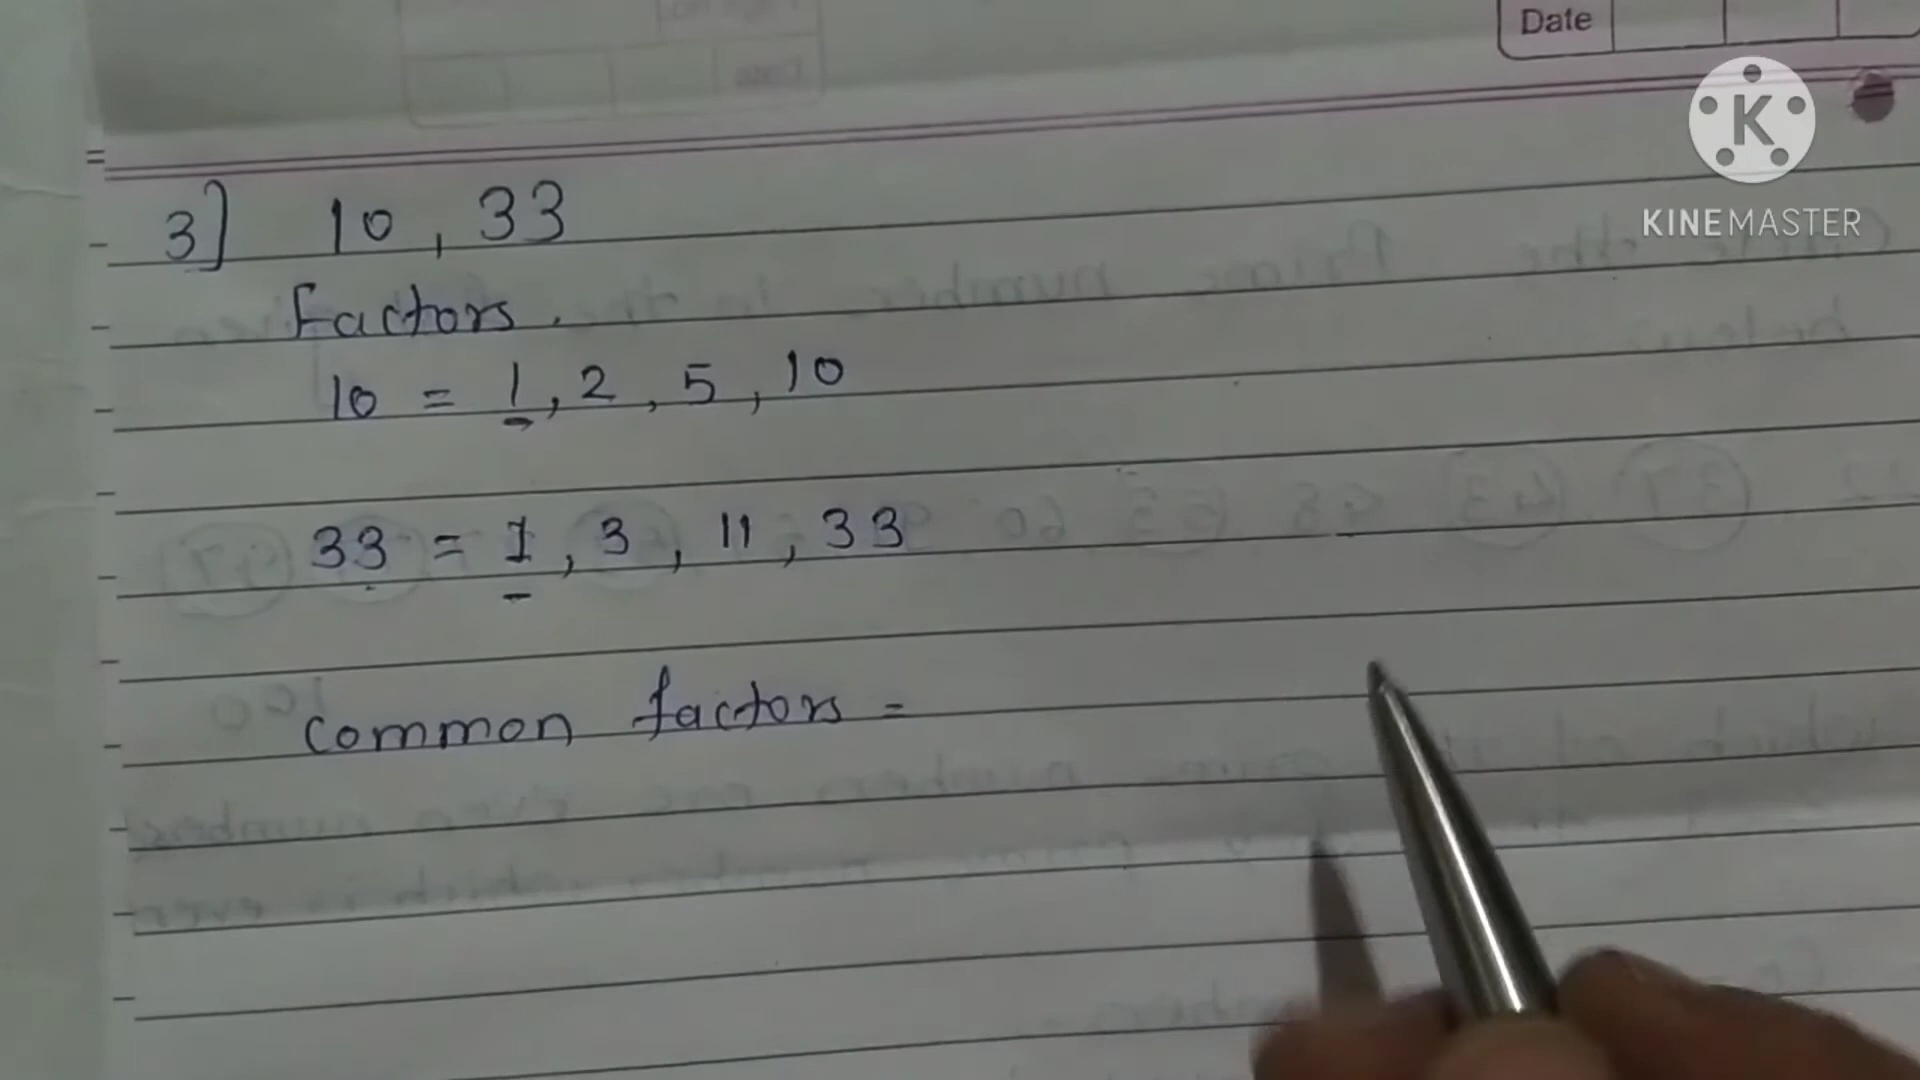 Date
KINEMASTER
3] 10, 33
Factors.
10 = 1, 2, 5, 10
33 = 1, 3, 11, 33
common factors =